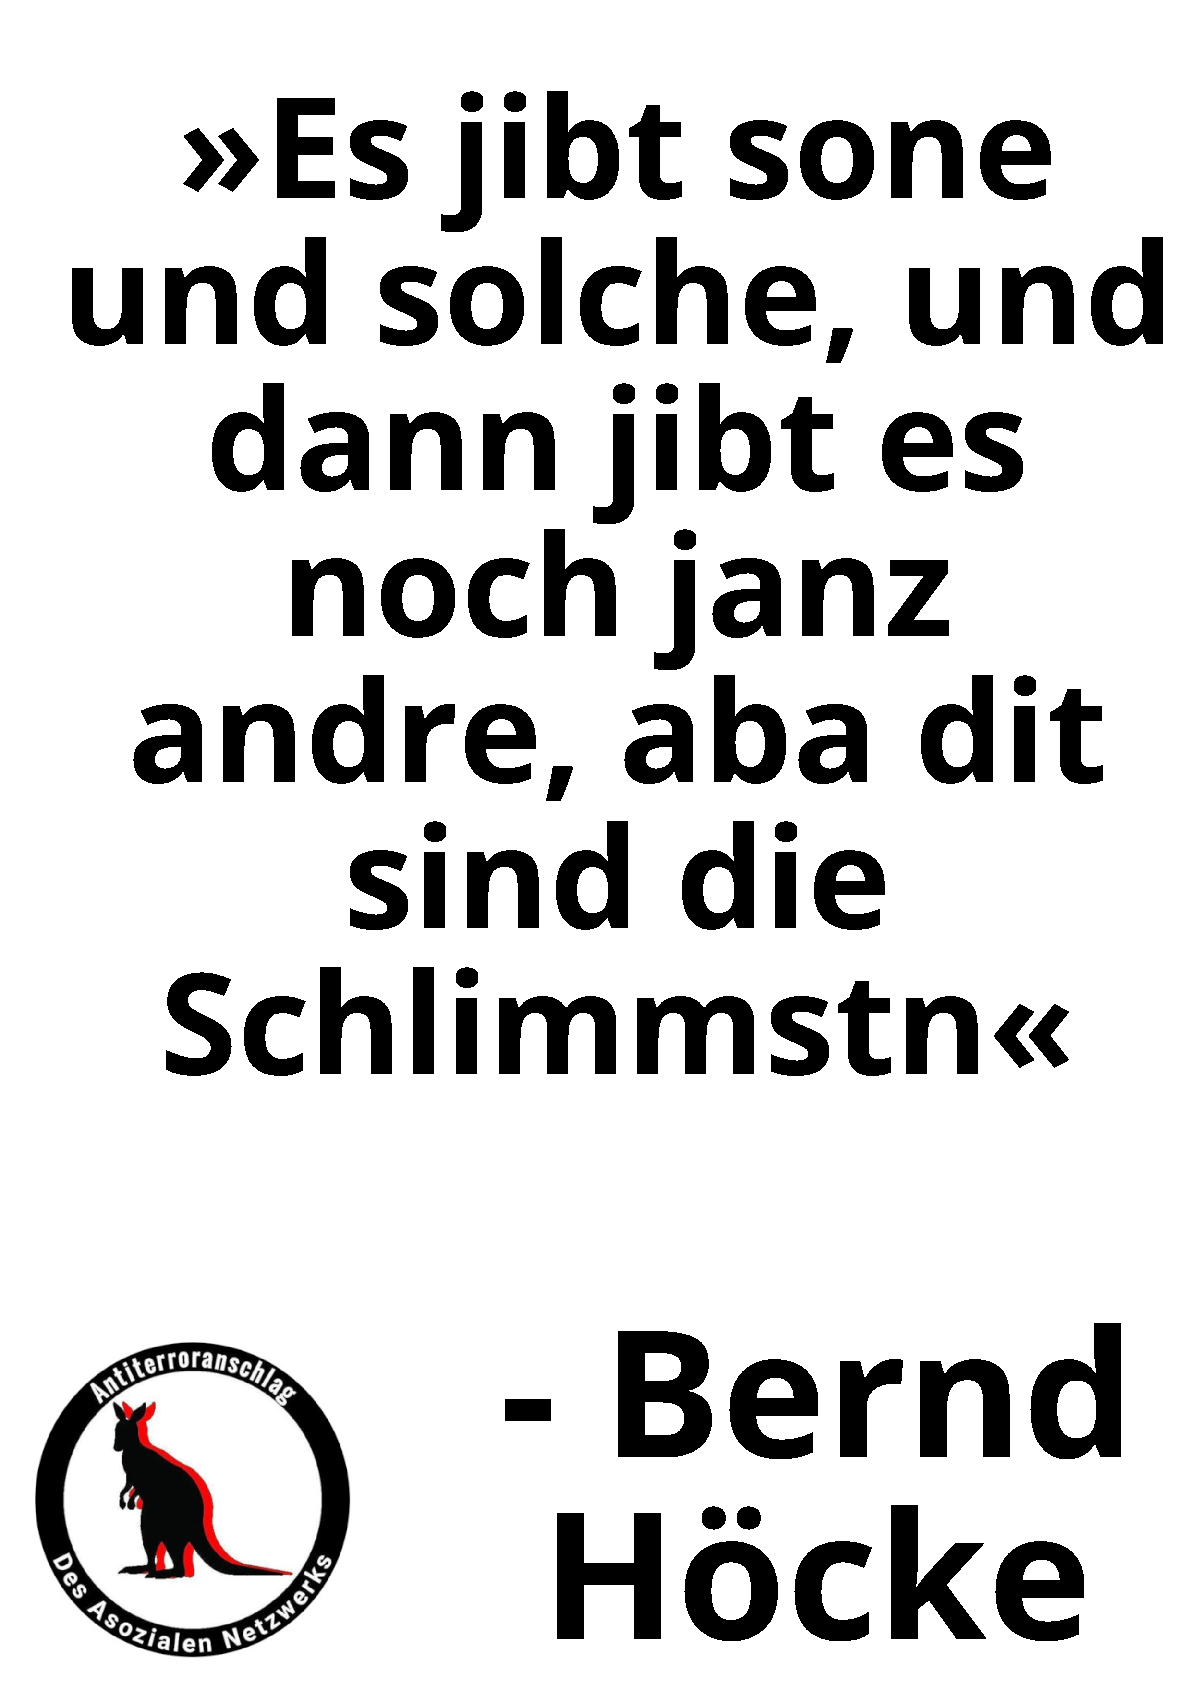 »Es jibt sone
und solche, und
dann jibt es
noch janz
andre, aba dit
sind die
Schlimmstn«
- Bernd
Höcke
Antiterroranschlag
Des Asozialen Netzwerks